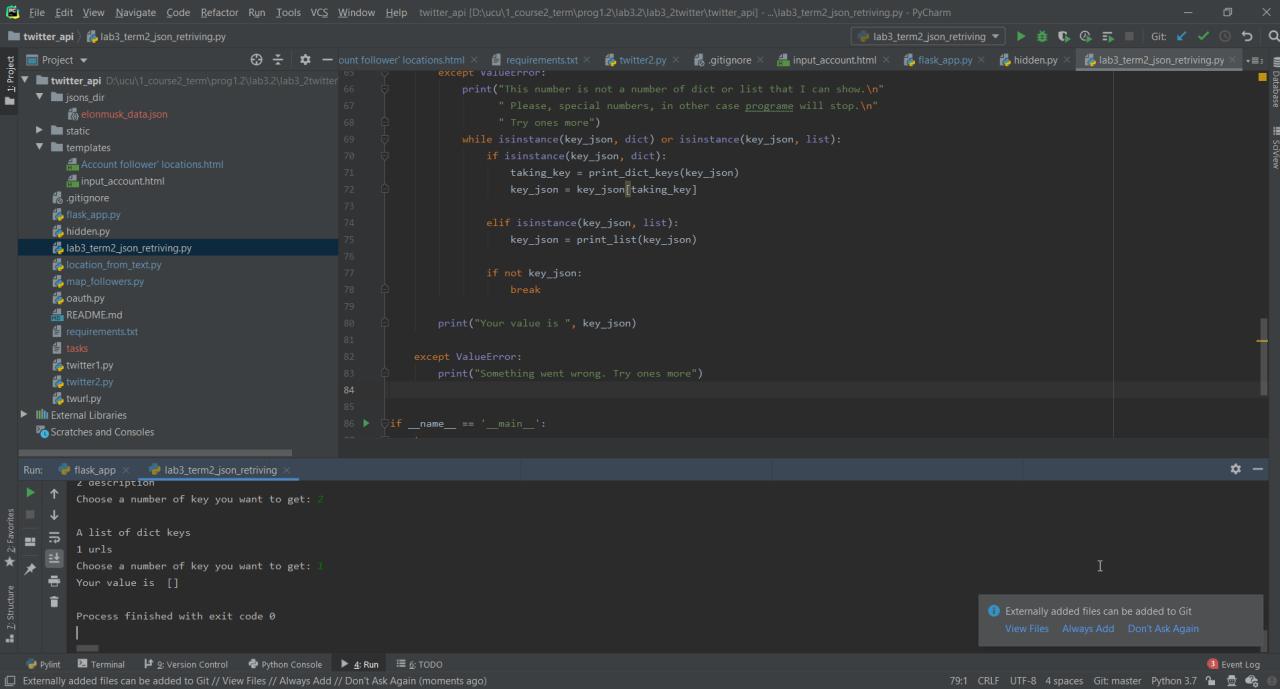 File Edit View Navigate Code Refactor Run Tools VCS Window Help twitter_api [D:\ucu\1_course2_term\prog1.2\lab3.2\lab3_2twitter\twitter_api] - ...\lab3_term2_json_retriving.py - PyCharm
twitter_api lab3_term2_json_retriving.py lab3_term2_json_retriving Git:
Project ount follower' locations.html requirements.txt twitter2.py .gitignore input_account.html flask_app.py hidden.py lab3_term2_json_retriving.py
twitter_api D:\ucu\1_course2_term\prog1.2\lab3.2\lab3_
jsons_dir
elonmusk_data.json
static
templates
Account follower' locations.html
input_account.html
.gitignore
flask_app.py
hidden.py
lab3_term2_json_retriving.py
location_from_text.py
map_followers.py
oauth.py
README.md
requirements.txt
tasks
twitter1.py
twitter2.py
twurl.py
External Libraries
Scratches and Consoles
1: Project
2: Favorites
7: Structure
Database
SciView
65 except ValueError:
66 print("This number is not a number of dict or list that I can show.\n"
67 " Please, special numbers, in other case programe will stop.\n"
68 " Try ones more")
69 while isinstance(key_json, dict) or isinstance(key_json, list):
70 if isinstance(key_json, dict):
71 taking_key = print_dict_keys(key_json)
72 key_json = key_json[taking_key]
73
74 elif isinstance(key_json, list):
75 key_json = print_list(key_json)
76
77 if not key_json:
78 break
79
80 print("Your value is ", key_json)
81
82 except ValueError:
83 print("Something went wrong. Try ones more")
84
85
86 if __name__ == '__main__':
Run: flask_app lab3_term2_json_retriving
2 description
Choose a number of key you want to get: 2
A list of dict keys
1 urls
Choose a number of key you want to get: 1
Your value is []
Process finished with exit code 0
Externally added files can be added to Git
View Files Always Add Don't Ask Again
Pylint Terminal 9: Version Control Python Console 4: Run 6: TODO 3 Event Log
Externally added files can be added to Git // View Files // Always Add // Don't Ask Again (moments ago) 79:1 CRLF UTF-8 4 spaces Git: master Python 3.7